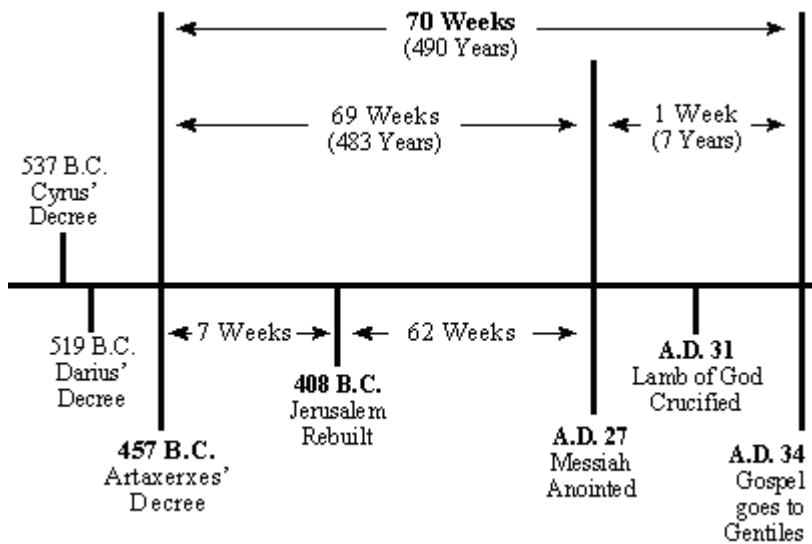 70 Weeks
(490 Years)
69 Weeks
(483 Years)
1 Week
(7 Years)
537 B.C.
Cyrus’
Decree
519 B.C.
Darius’
Decree
7 Weeks
62 Weeks
457 B.C.
Artaxerxes’
Decree
408 B.C.
Jerusalem
Rebuilt
A.D. 27
Messiah
Anointed
A.D. 31
Lamb of God
Crucified
A.D. 34
Gospel
goes to
Gentiles